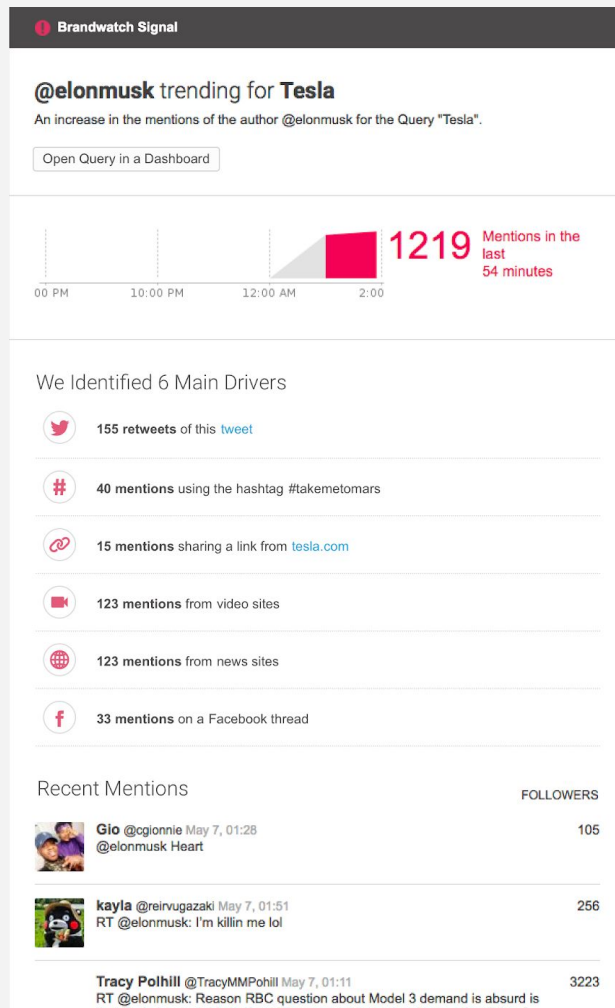 Brandwatch Signal
@elonmusk trending for Tesla
An increase in the mentions of the author @elonmusk for the Query "Tesla".
Open Query in a Dashboard
1219 Mentions in the
last
54 minutes
00 PM 10:00 PM 12:00 AM 2:00
We Identified 6 Main Drivers
155 retweets of this tweet
# 40 mentions using the hashtag #takemetomars
15 mentions sharing a link from tesla.com
123 mentions from video sites
123 mentions from news sites
f 33 mentions on a Facebook thread
Recent Mentions
FOLLOWERS
Gio @cgionnie May 7, 01:28 105
@elonmusk Heart
kayla @reirvugazaki May 7, 01:51 256
RT @elonmusk: I'm killin me lol
Tracy Polhill @TracyMMPohill May 7, 01:11 3223
RT @elonmusk: Reason RBC question about Model 3 demand is absurd is